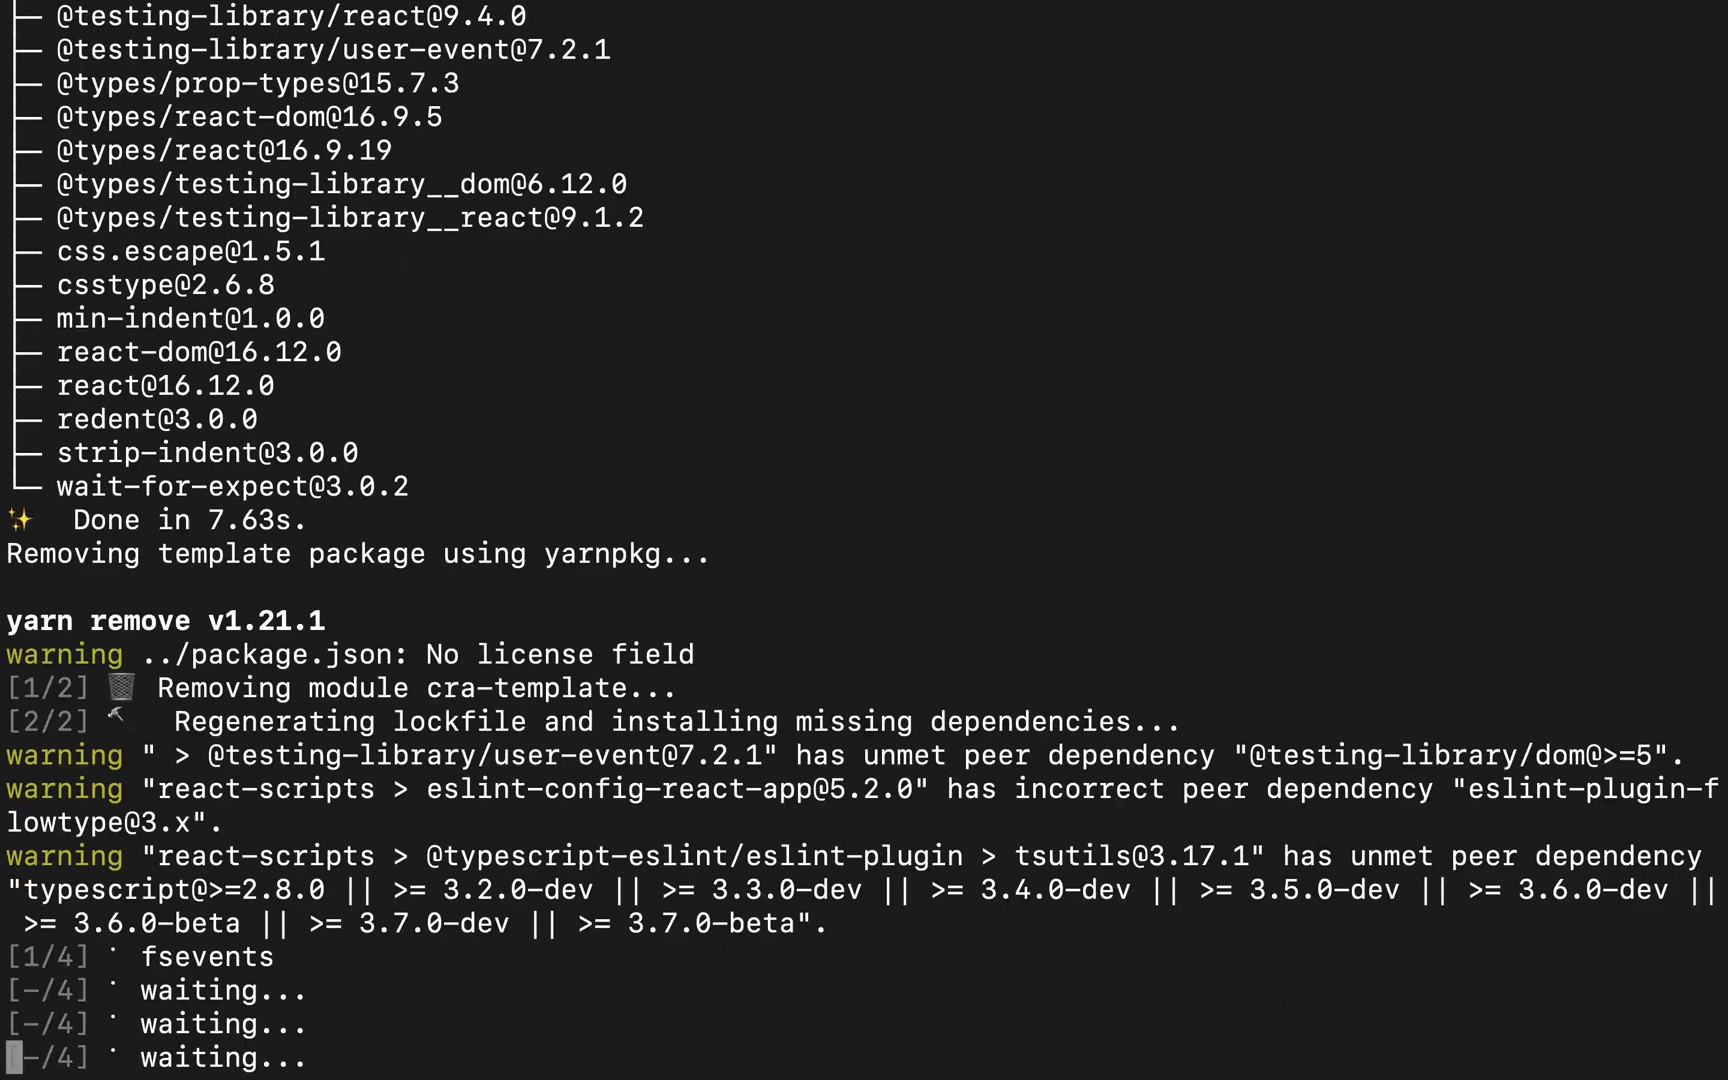 ├─ @testing-library/react@9.4.0
├─ @testing-library/user-event@7.2.1
├─ @types/prop-types@15.7.3
├─ @types/react-dom@16.9.5
├─ @types/react@16.9.19
├─ @types/testing-library__dom@6.12.0
├─ @types/testing-library__react@9.1.2
├─ css.escape@1.5.1
├─ csstype@2.6.8
├─ min-indent@1.0.0
├─ react-dom@16.12.0
├─ react@16.12.0
├─ redent@3.0.0
├─ strip-indent@3.0.0
└─ wait-for-expect@3.0.2
✨  Done in 7.63s.
Removing template package using yarnpkg...
yarn remove v1.21.1
warning ../package.json: No license field
[1/2] 🗑 Removing module cra-template...
[2/2] 🔨 Regenerating lockfile and installing missing dependencies...
warning " > @testing-library/user-event@7.2.1" has unmet peer dependency "@testing-library/dom@>=5".
warning "react-scripts > eslint-config-react-app@5.2.0" has incorrect peer dependency "eslint-plugin-f
lowtype@3.x".
warning "react-scripts > @typescript-eslint/eslint-plugin > tsutils@3.17.1" has unmet peer dependency
"typescript@>=2.8.0 || >= 3.2.0-dev || >= 3.3.0-dev || >= 3.4.0-dev || >= 3.5.0-dev || >= 3.6.0-dev ||
>= 3.6.0-beta || >= 3.7.0-dev || >= 3.7.0-beta".
[1/4] ⠁ fsevents
[-/4] ⠁ waiting...
[-/4] ⠁ waiting...
[-/4] ⠁ waiting...